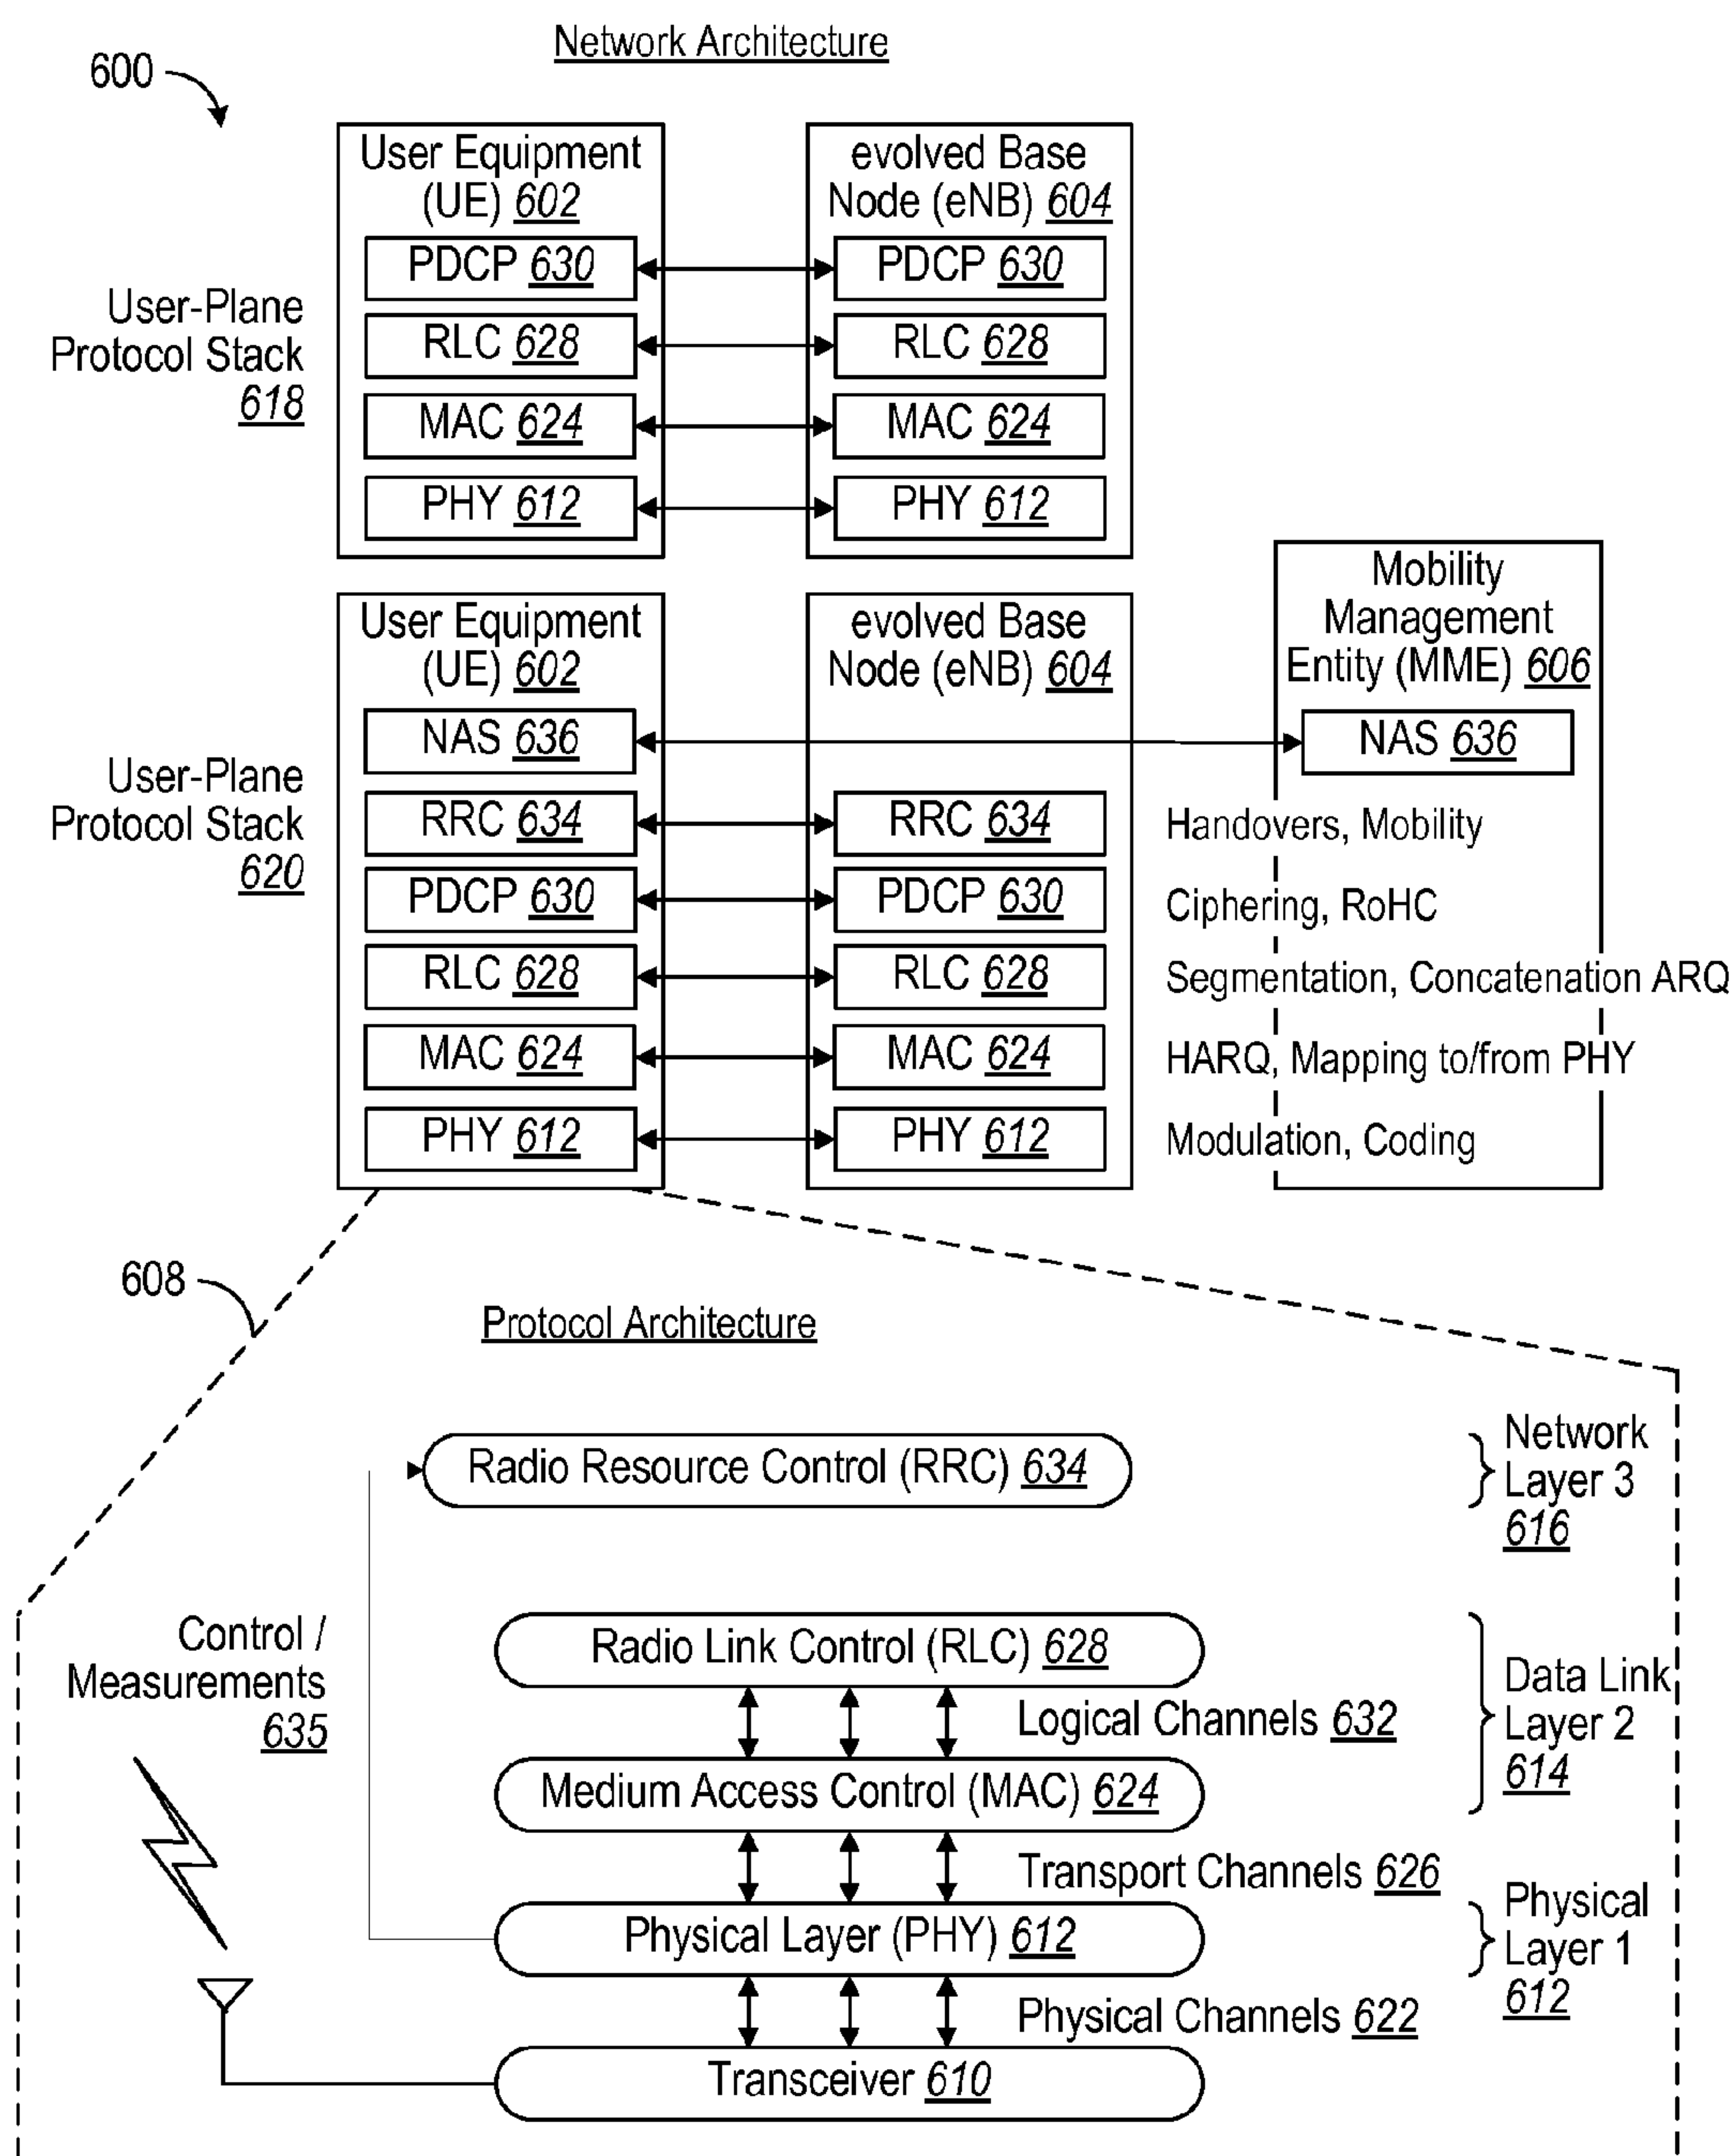 Network Architecture
600
User Equipment
(UE) 602
evolved Base
Node (eNB) 604
User-Plane
Protocol Stack
618
PDCP 630
PDCP 630
RLC 628
RLC 628
MAC 624
MAC 624
PHY 612
PHY 612
User Equipment
(UE) 602
evolved Base
Node (eNB) 604
Mobility
Management
Entity (MME) 606
User-Plane
Protocol Stack
620
NAS 636
NAS 636
RRC 634
RRC 634
Handovers, Mobility
PDCP 630
PDCP 630
Ciphering, RoHC
RLC 628
RLC 628
Segmentation, Concatenation ARQ
MAC 624
MAC 624
HARQ, Mapping to/from PHY
PHY 612
PHY 612
Modulation, Coding
608
Protocol Architecture
Radio Resource Control (RRC) 634
Network
Layer 3
616
Control /
Measurements
635
Radio Link Control (RLC) 628
Logical Channels 632
Medium Access Control (MAC) 624
Data Link
Layer 2
614
Transport Channels 626
Physical Layer (PHY) 612
Physical
Layer 1
612
Physical Channels 622
Transceiver 610